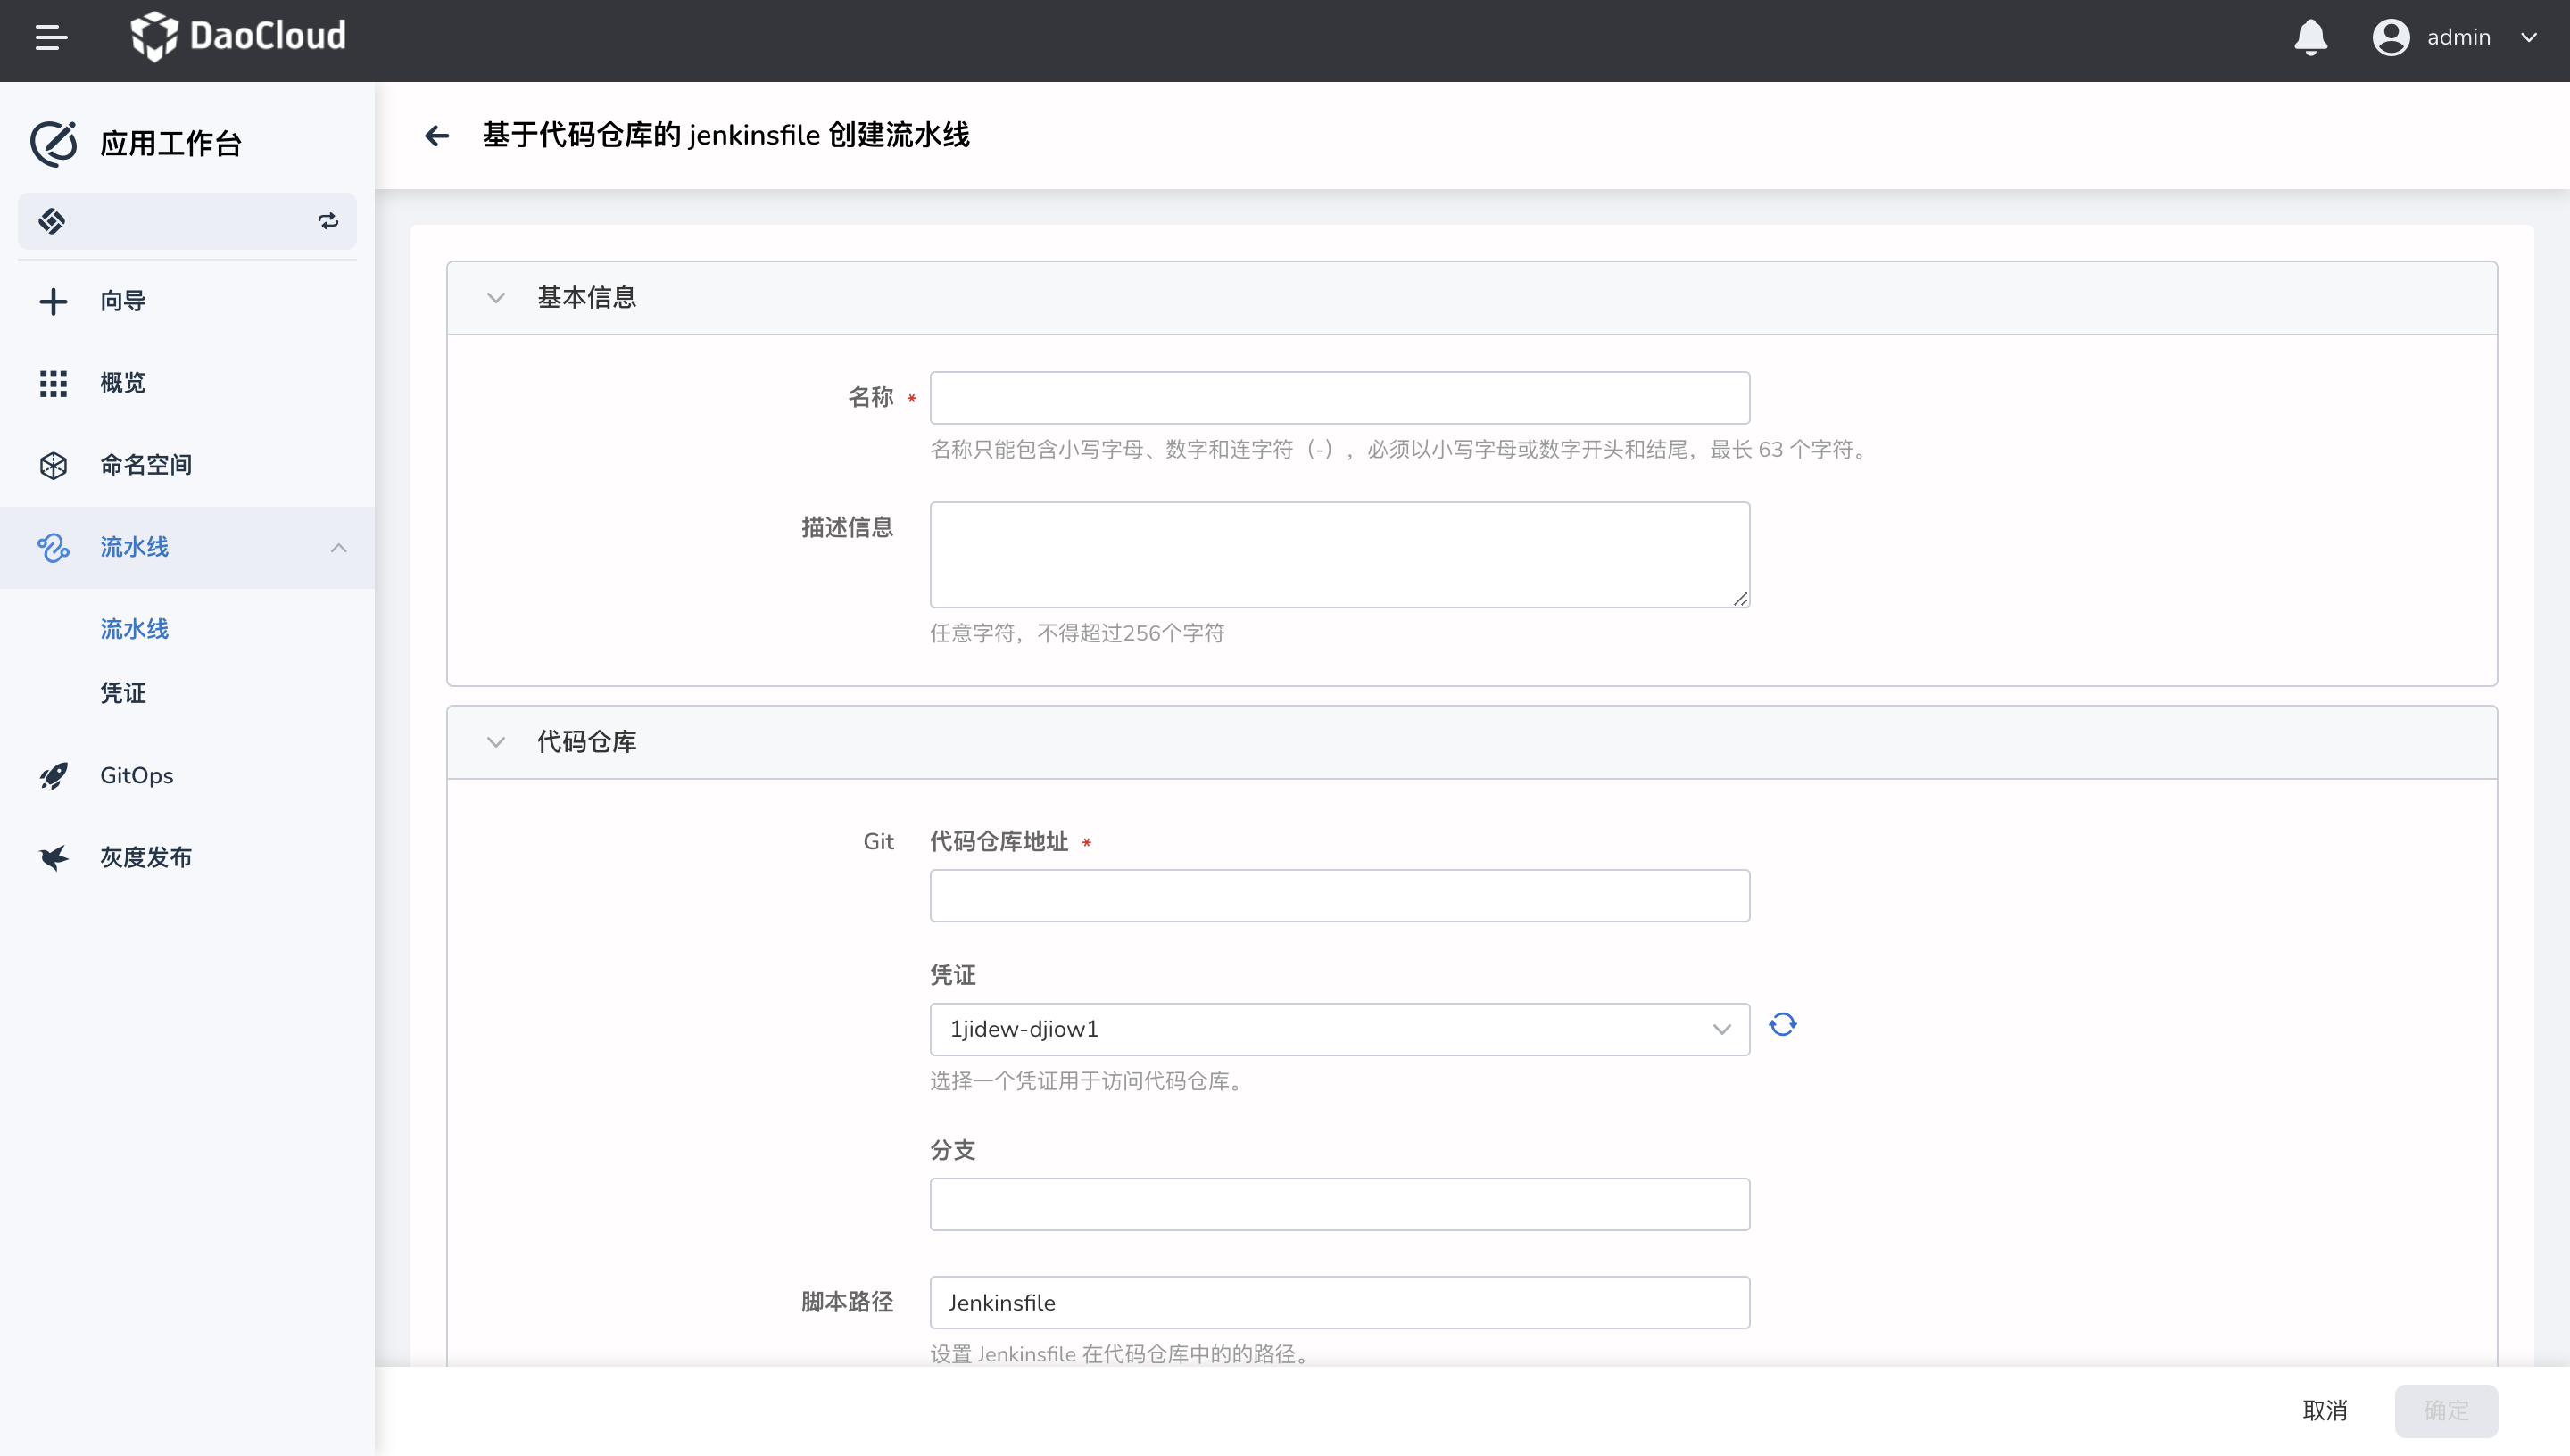 DaoCloud
admin
应用工作台
基于代码仓库的 jenkinsfile 创建流水线
向导
概览
命名空间
流水线
流水线
凭证
GitOps
灰度发布
基本信息
名称 *
名称只能包含小写字母、数字和连字符（-），必须以小写字母或数字开头和结尾，最长 63 个字符。
描述信息
任意字符，不得超过256个字符
代码仓库
Git 代码仓库地址 *
凭证
1jidew-djiow1
选择一个凭证用于访问代码仓库。
分支
脚本路径 Jenkinsfile
设置 Jenkinsfile 在代码仓库中的的路径。
取消 确定